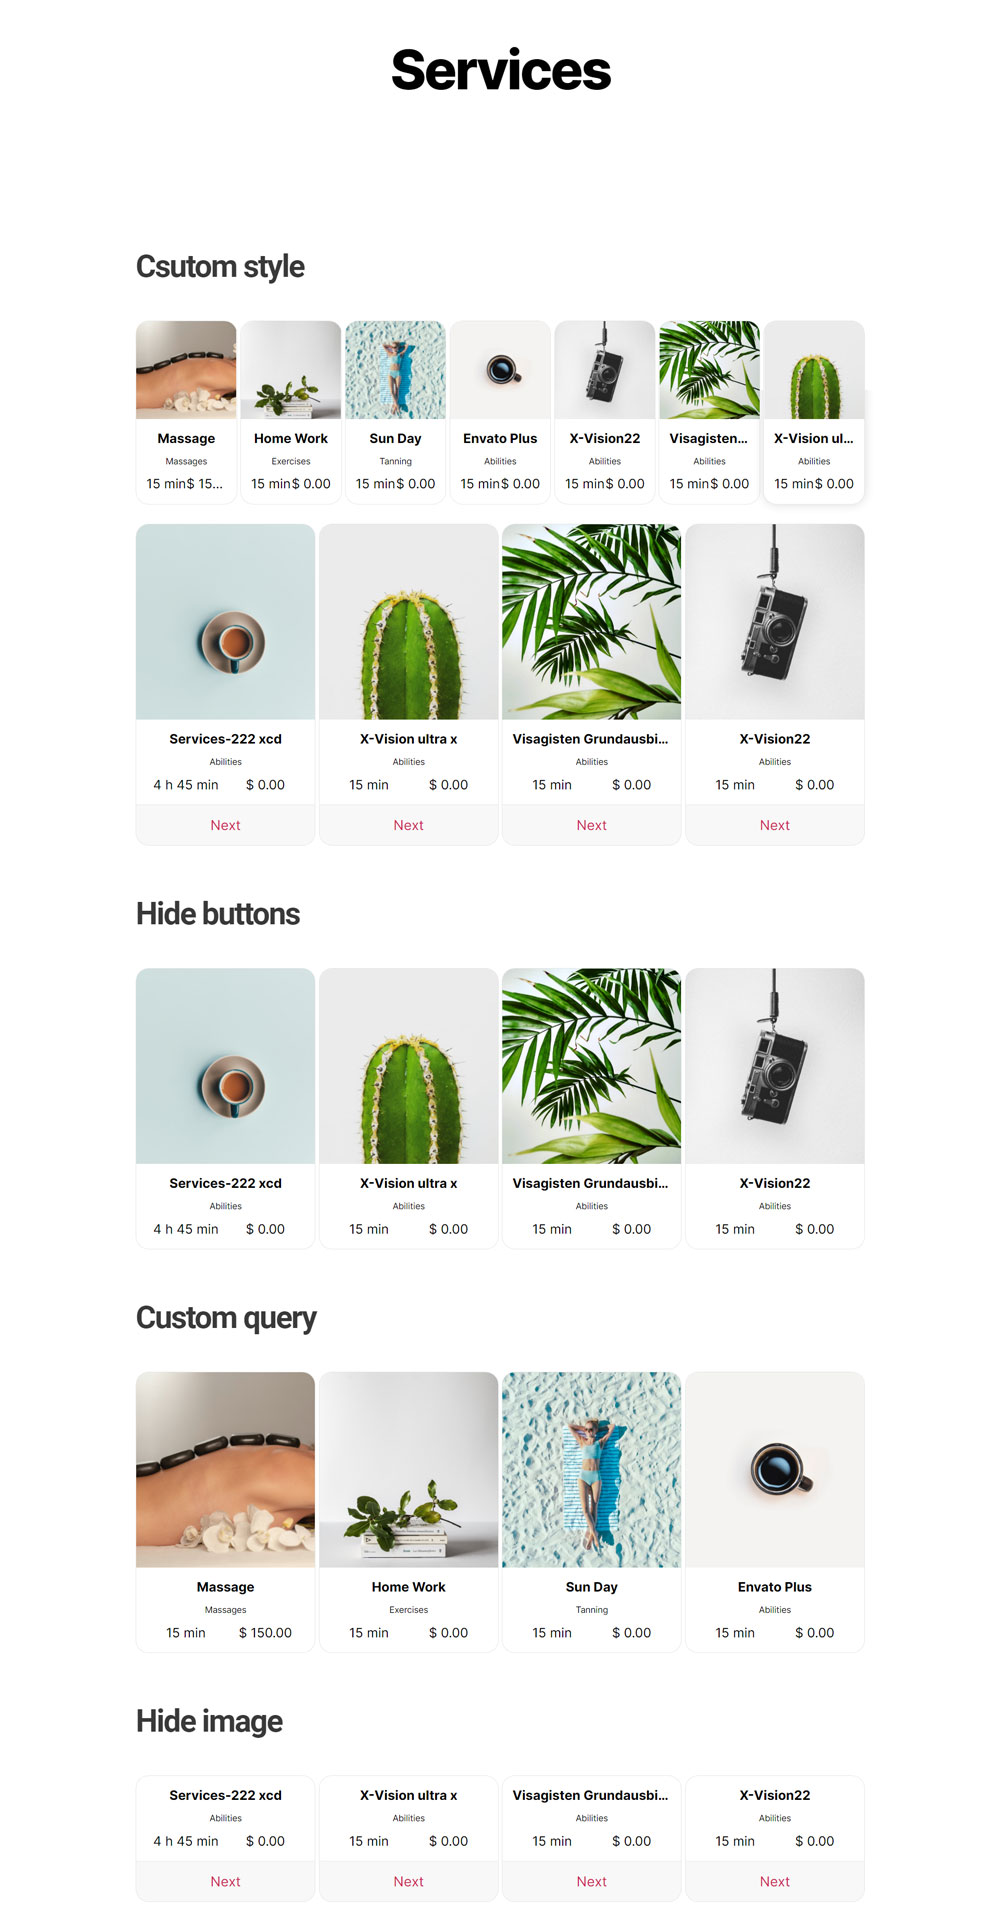 Services
Csutom style
Massage Home Work Sun Day Envato Plus X-Vision22 Visagisten... X-Vision ul...
Massages Exercises Tanning Abilities Abilities Abilities Abilities
15 min$ 15... 15 min$ 0.00 15 min$ 0.00 15 min$ 0.00 15 min$ 0.00 15 min$ 0.00 15 min$ 0.00
Services-222 xcd X-Vision ultra x Visagisten Grundausbi... X-Vision22
Abilities Abilities Abilities Abilities
4 h 45 min $ 0.00 15 min $ 0.00 15 min $ 0.00 15 min $ 0.00
Next Next Next Next
Hide buttons
Services-222 xcd X-Vision ultra x Visagisten Grundausbi... X-Vision22
Abilities Abilities Abilities Abilities
4 h 45 min $ 0.00 15 min $ 0.00 15 min $ 0.00 15 min $ 0.00
Custom query
Massage Home Work Sun Day Envato Plus
Massages Exercises Tanning Abilities
15 min $ 150.00 15 min $ 0.00 15 min $ 0.00 15 min $ 0.00
Hide image
Services-222 xcd X-Vision ultra x Visagisten Grundausbi... X-Vision22
Abilities Abilities Abilities Abilities
4 h 45 min $ 0.00 15 min $ 0.00 15 min $ 0.00 15 min $ 0.00
Next Next Next Next